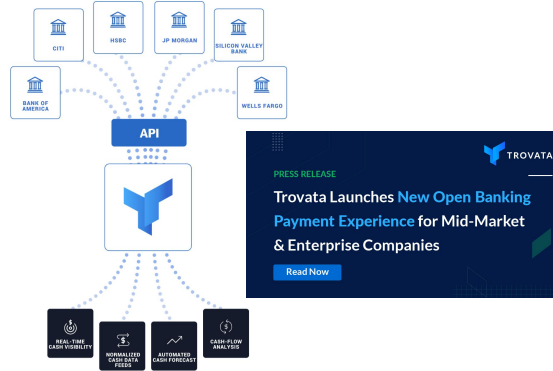 CITI
HSBC
JP MORGAN
SILICON VALLEY
BANK
BANK OF
AMERICA
WELLS FARGO
API
TROVATA
PRESS RELEASE
Trovata Launches New Open Banking
Payment Experience for Mid-Market
& Enterprise Companies
Read Now
REAL-TIME
CASH VISIBILITY
NORMALIZED
CASH DATA
FEEDS
AUTOMATED
CASH FORECAST
CASH-FLOW
ANALYSIS